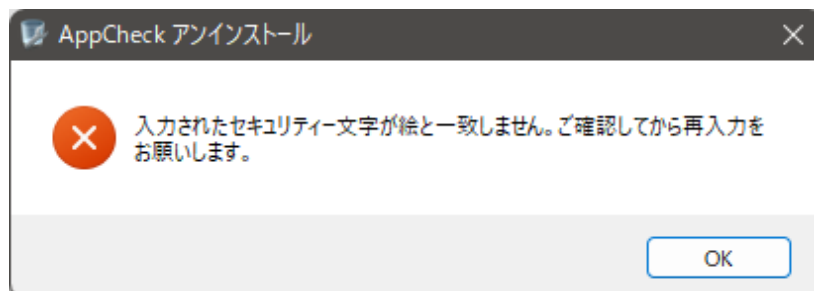 AppCheck アンインストール
入力されたセキュリティー文字が絵と一致しません。ご確認してから再入力を
お願いします。
OK